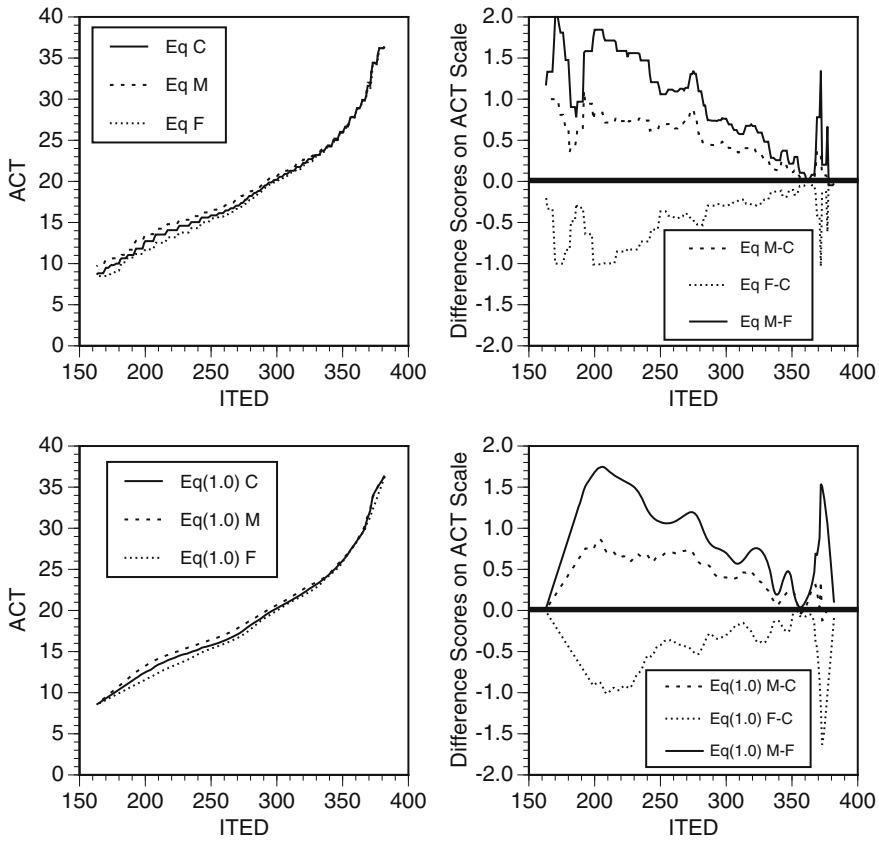 ACT
40
35
30
25
20
15
10
5
0
Eq C
Eq M
Eq F
150 200 250 300 350 400
ITED
Difference Scores on ACT Scale
2.0
1.5
1.0
0.5
0.0
-0.5
-1.0
-1.5
-2.0
Eq M-C
Eq F-C
Eq M-F
150 200 250 300 350 400
ITED
ACT
40
35
30
25
20
15
10
5
0
Eq(1.0) C
Eq(1.0) M
Eq(1.0) F
150 200 250 300 350 400
ITED
Difference Scores on ACT Scale
2.0
1.5
1.0
0.5
0.0
-0.5
-1.0
-1.5
-2.0
Eq(1.0) M-C
Eq(1.0) F-C
Eq(1.0) M-F
150 200 250 300 350 400
ITED